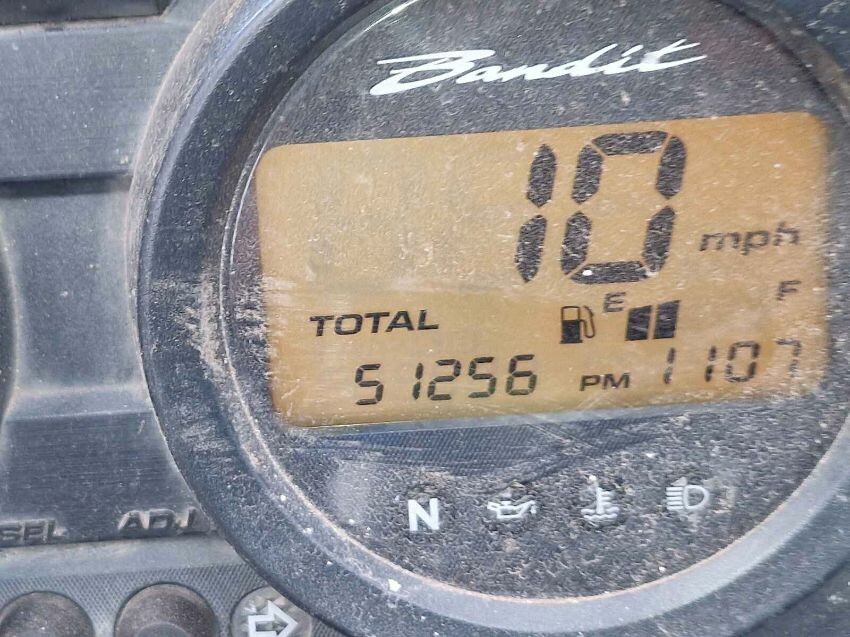 Bandit
10 mph
E F
TOTAL
51256 PM 1107
N
SEL ADJ